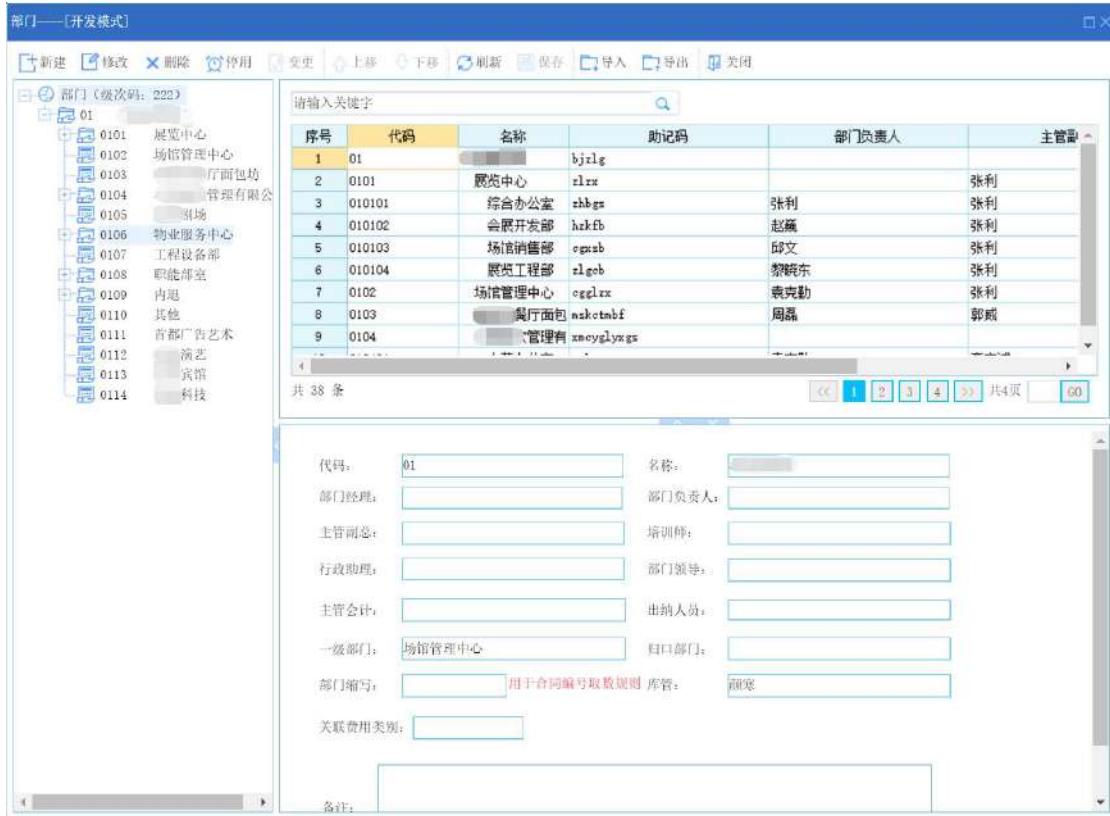 部门——[开发模式]
新建 修改 删除 停用 变更 上移 下移 刷新 保存 导入 导出 关闭
部门（级次码：222）
01
0101 展览中心
0102 场馆管理中心
0103 厅面包坊
0104 管理有限公
0105 剧场
0106 物业服务中心
0107 工程设备部
0108 职能部室
0109 内退
0110 其他
0111 首都广告艺术
0112 演艺
0113 宾馆
0114 科技
请输入关键字
序号 代码 名称 助记码 部门负责人 主管副
1 01 bjzlg
2 0101 展览中心 zlzx 张利
3 010101 综合办公室 zhbgs 张利 张利
4 010102 会展开发部 hzkfb 赵巍 张利
5 010103 场馆销售部 cgxsb 邱文 张利
6 010104 展览工程部 zlgcb 黎晓东 张利
7 0102 场馆管理中心 cgglzx 袁克勤 张利
8 0103 餐厅面包 mskctmbf 周磊 郭威
9 0104 管理有 xmcyglyxgs
共 38 条
<< 1 2 3 4 >> 共4页 GO
代码： 01 名称：
部门经理： 部门负责人：
主管副总： 培训师：
行政助理： 部门领导：
主管会计： 出纳人员：
一级部门： 场馆管理中心 归口部门：
部门缩写： 用于合同编号取数规则 库管： 颜寒
关联费用类别：
备注：